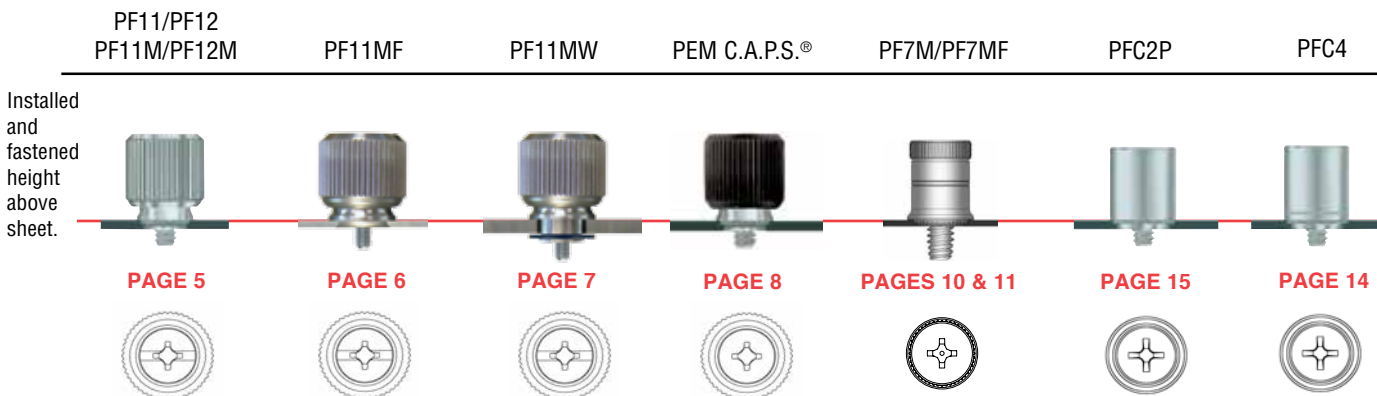 PF11/PF12
PF11M/PF12M
PF11MF
PF11MW
PEM C.A.P.S.®
PF7M/PF7MF
PFC2P
PFC4
Installed
and
fastened
height
above
sheet.
PAGE 5
PAGE 6
PAGE 7
PAGE 8
PAGES 10 & 11
PAGE 15
PAGE 14